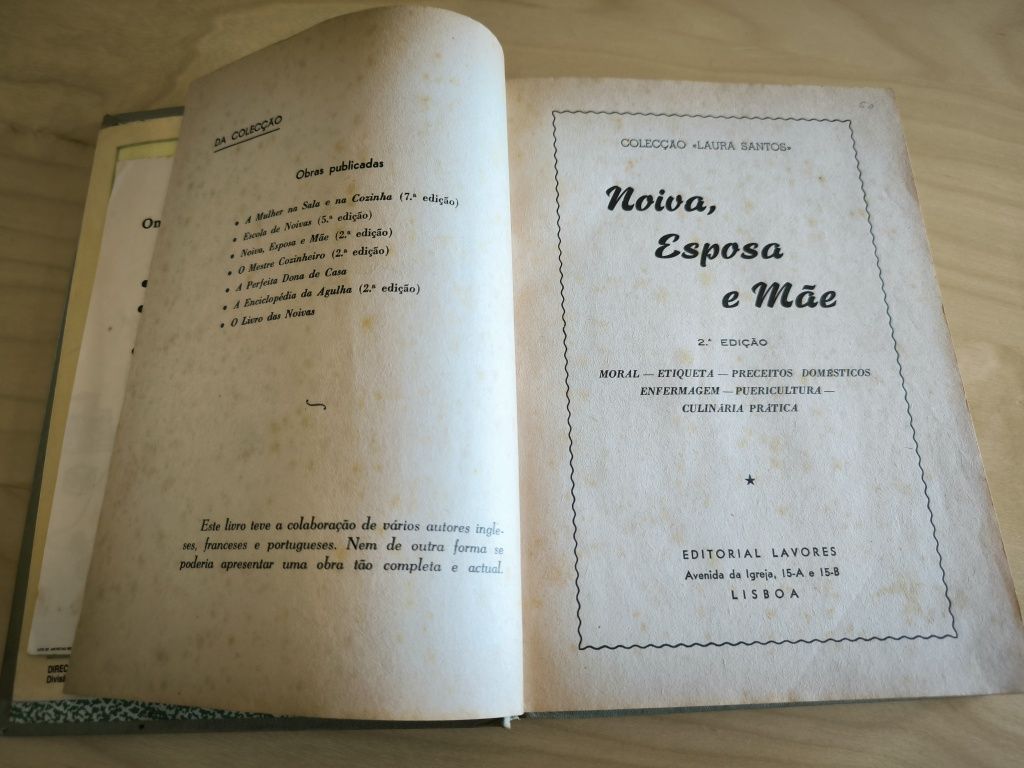 DA COLECÇÃO
Obras publicadas
• A Mulher na Sala e na Cozinha (7.ª edição)
• Escola de Noivas (5.ª edição)
• Noiva, Esposa e Mãe (2.ª edição)
• O Mestre Cozinheiro (2.ª edição)
• A Perfeita Dona de Casa
• A Enciclopédia da Agulha (2.ª edição)
• O Livro das Noivas
Este livro teve a colaboração de vários autores ingle-
ses, franceses e portugueses. Nem de outra forma se
poderia apresentar uma obra tão completa e actual.
COLECÇÃO «LAURA SANTOS»
Noiva,
Esposa
e Mãe
2.ª EDIÇÃO
MORAL — ETIQUETA — PRECEITOS DOMÉSTICOS
ENFERMAGEM — PUERICULTURA —
CULINÁRIA PRÁTICA
★
EDITORIAL LAVORES
Avenida da Igreja, 15-A e 15-B
LISBOA